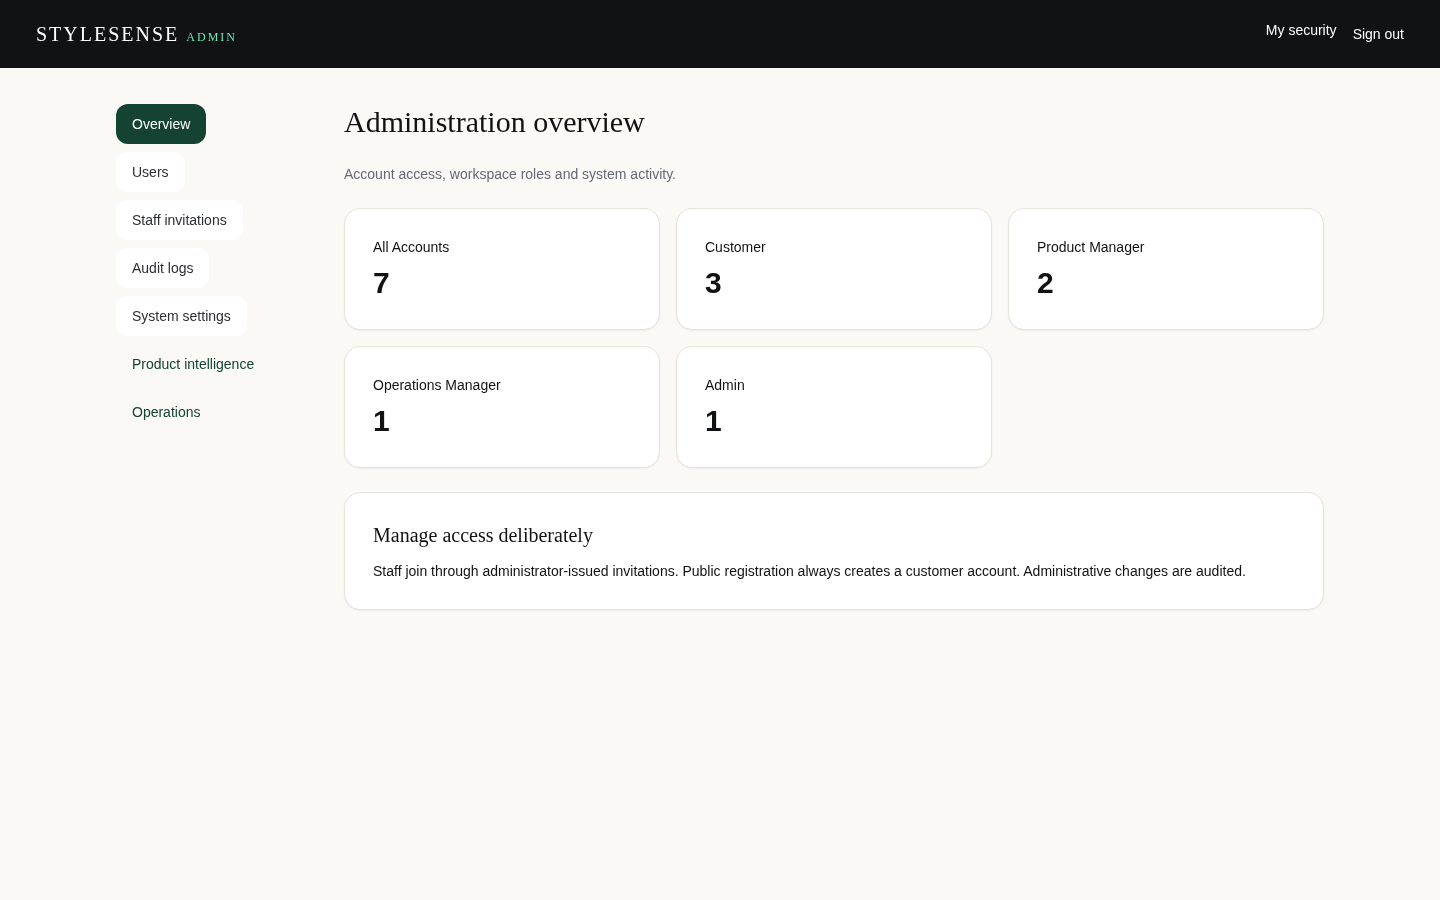 STYLESENSE ADMIN
My security
Sign out
Overview
Users
Staff invitations
Audit logs
System settings
Product intelligence
Operations
Administration overview
Account access, workspace roles and system activity.
All Accounts
7
Customer
3
Product Manager
2
Operations Manager
1
Admin
1
Manage access deliberately
Staff join through administrator-issued invitations. Public registration always creates a customer account. Administrative changes are audited.